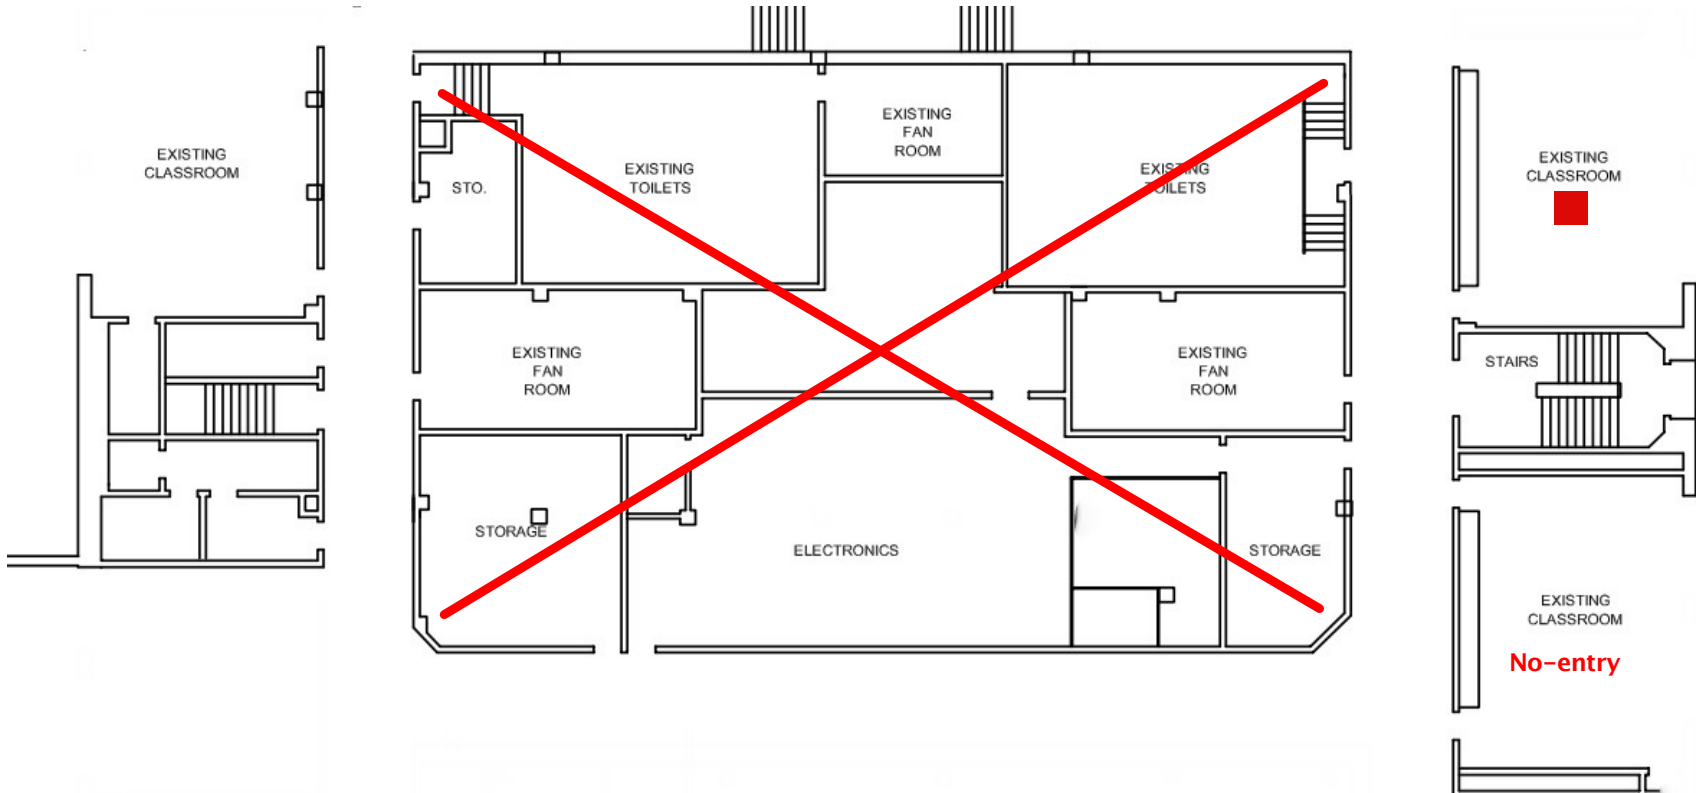 EXISTING
CLASSROOM
STO.
EXISTING
TOILETS
EXISTING
FAN
ROOM
EXISTING
TOILETS
EXISTING
CLASSROOM
EXISTING
FAN
ROOM
EXISTING
FAN
ROOM
STAIRS
STORAGE
ELECTRONICS
STORAGE
EXISTING
CLASSROOM
No-entry